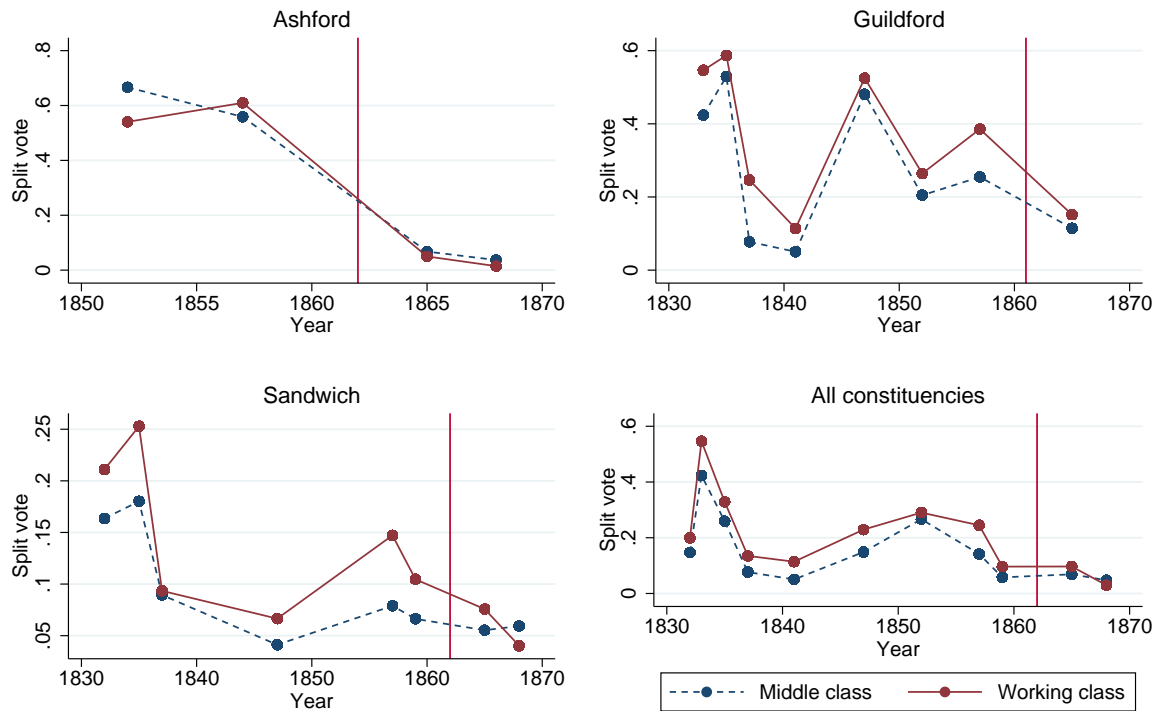 Ashford
Split vote
.8
.6
.4
.2
0
1850 1855 1860 1865 1870
Year
Guildford
Split vote
.6
.4
.2
0
1830 1840 1850 1860 1870
Year
Sandwich
Split vote
.25
.2
.15
.1
.05
1830 1840 1850 1860 1870
Year
All constituencies
Split vote
.6
.4
.2
0
1830 1840 1850 1860 1870
Year
Middle class Working class